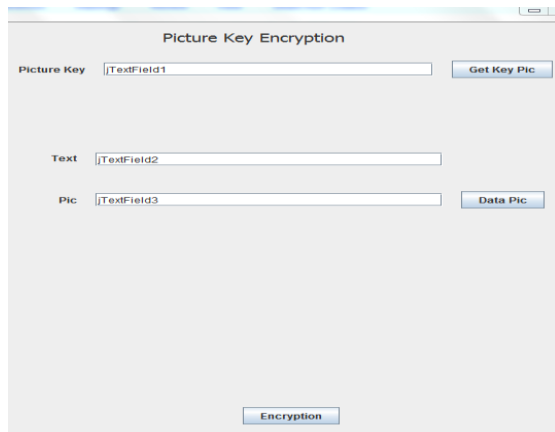 Picture Key Encryption
Picture Key jTextField1 Get Key Pic
Text jTextField2
Pic jTextField3 Data Pic
Encryption